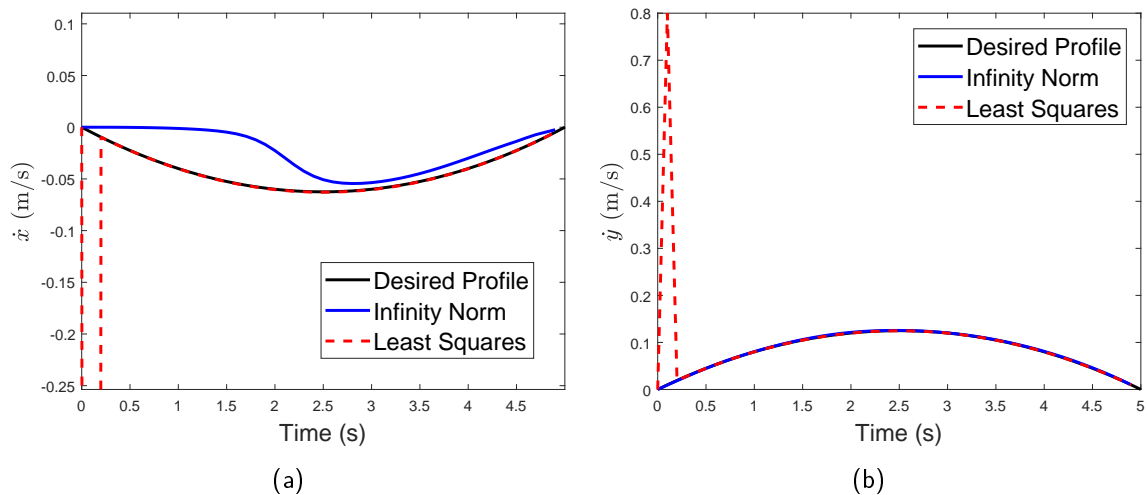 0.1
0.05
0
-0.05
-0.1
-0.15
-0.2
-0.25
ẋ (m/s)
Desired Profile
Infinity Norm
Least Squares
0 0.5 1 1.5 2 2.5 3 3.5 4 4.5
Time (s)
(a)
0.8
0.7
0.6
0.5
0.4
0.3
0.2
0.1
0
ẏ (m/s)
Desired Profile
Infinity Norm
Least Squares
0 0.5 1 1.5 2 2.5 3 3.5 4 4.5 5
Time (s)
(b)